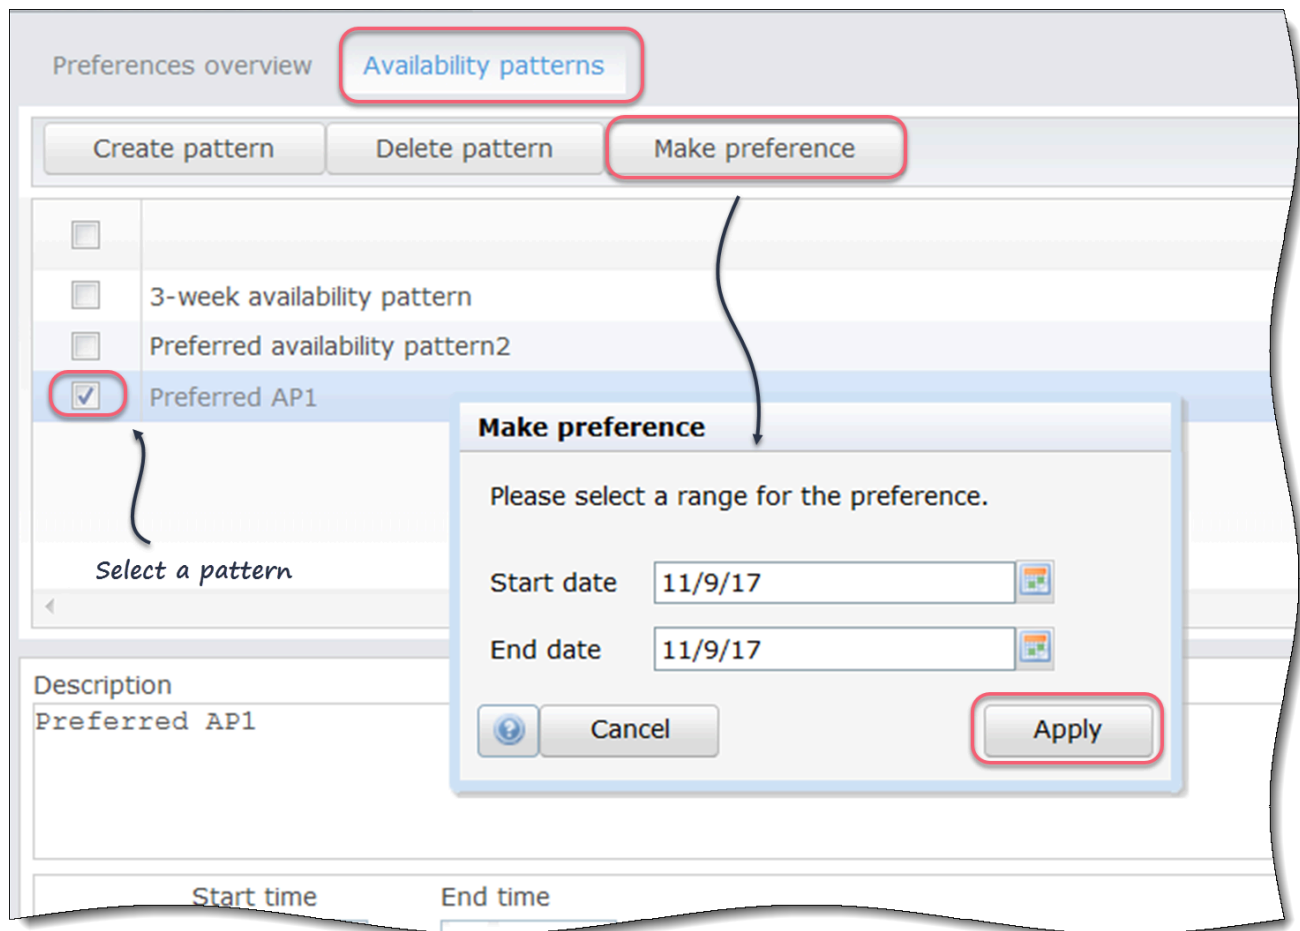 Preferences overview
Availability patterns
Create pattern
Delete pattern
Make preference
3-week availability pattern
Preferred availability pattern2
Preferred AP1
Select a pattern
Make preference
Please select a range for the preference.
Start date
11/9/17
End date
11/9/17
?
Cancel
Apply
Description
Preferred AP1
Start time
End time